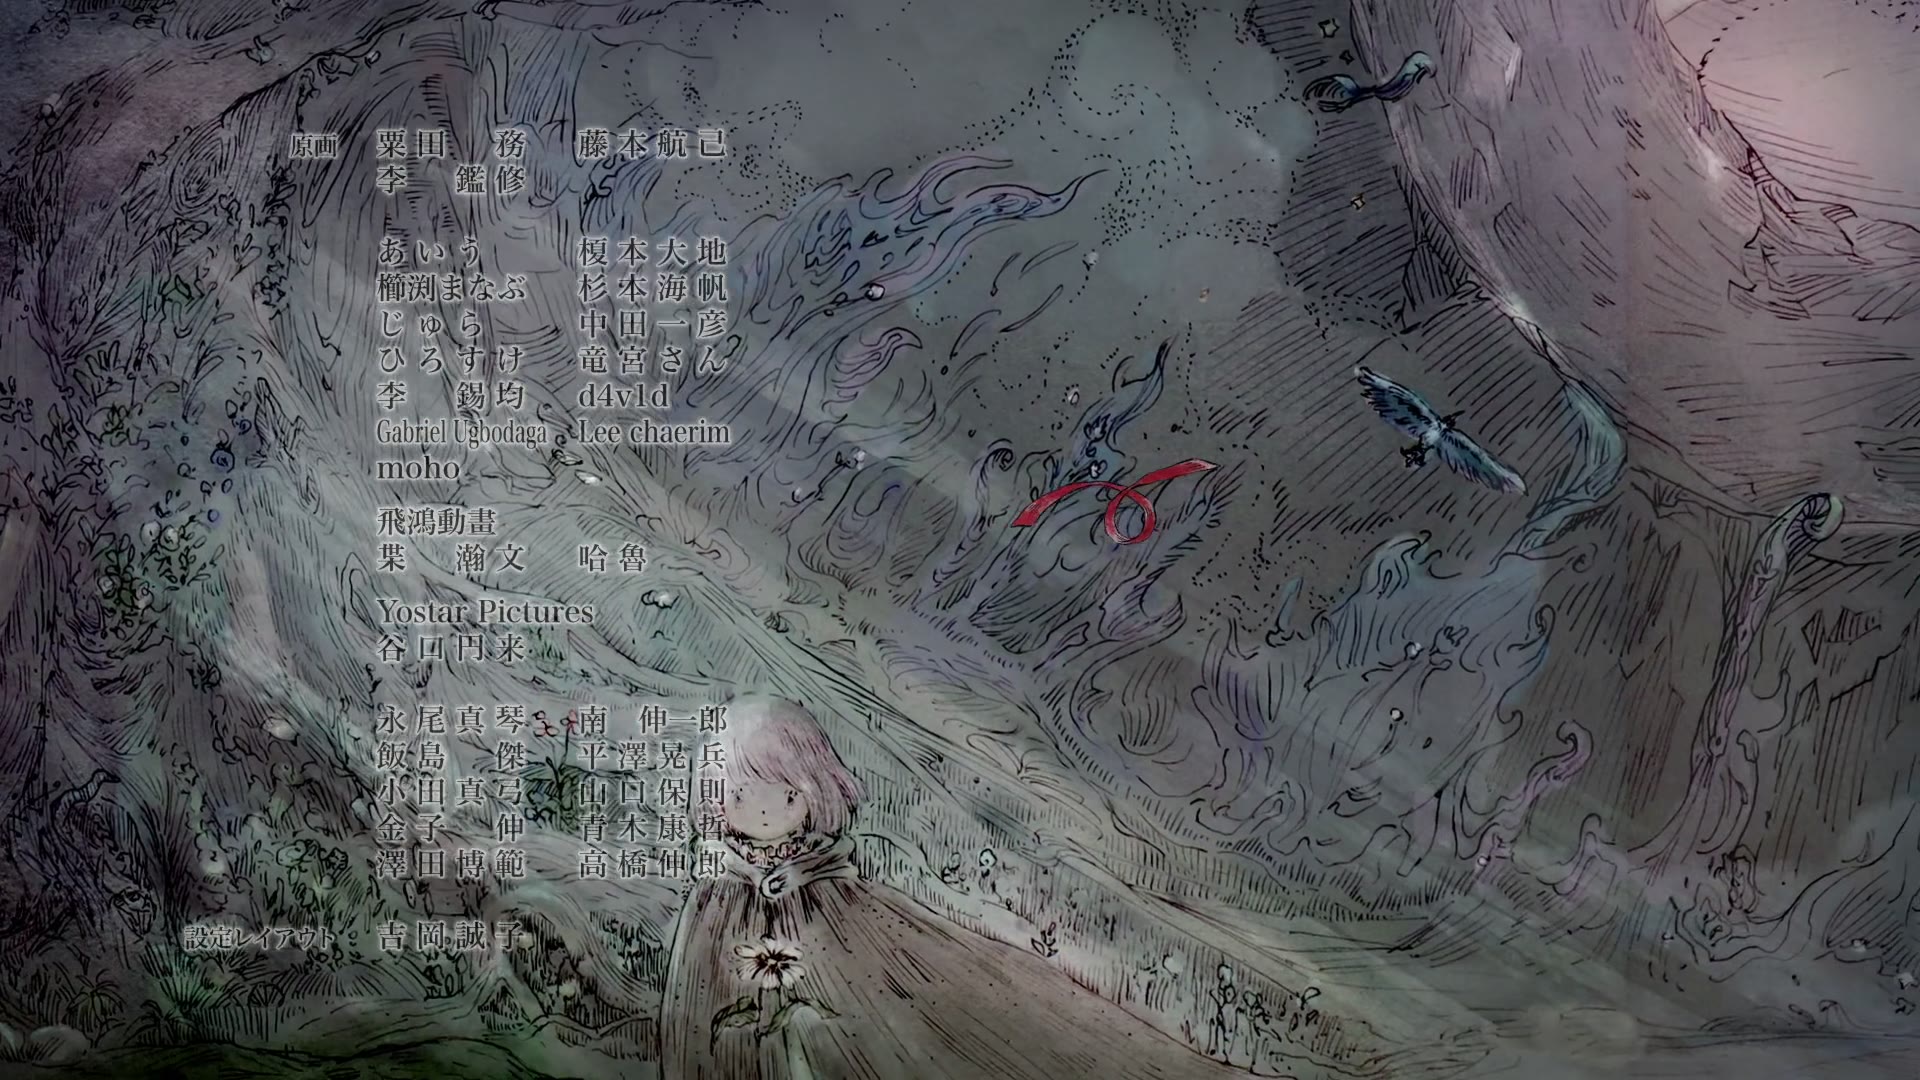 原画 粟田 務 藤本航己
李 鑑修
あいう 榎本大地
櫛渕まなぶ 杉本海帆
じゅら 中田一彦
ひろすけ 竜宮さん
李 錫均 d4v1d
Gabriel Ugbodaga Lee chaerim
moho
飛鴻動畫
瀚文 哈魯
Yostar Pictures
谷口円来
永尾真琴 南 伸一郎
飯島 傑 平澤晃兵
小田真弓 山口保則
金子 伸 青木康哲
澤田博範 高橋伸郎
設定レイアウト 吉岡誠子